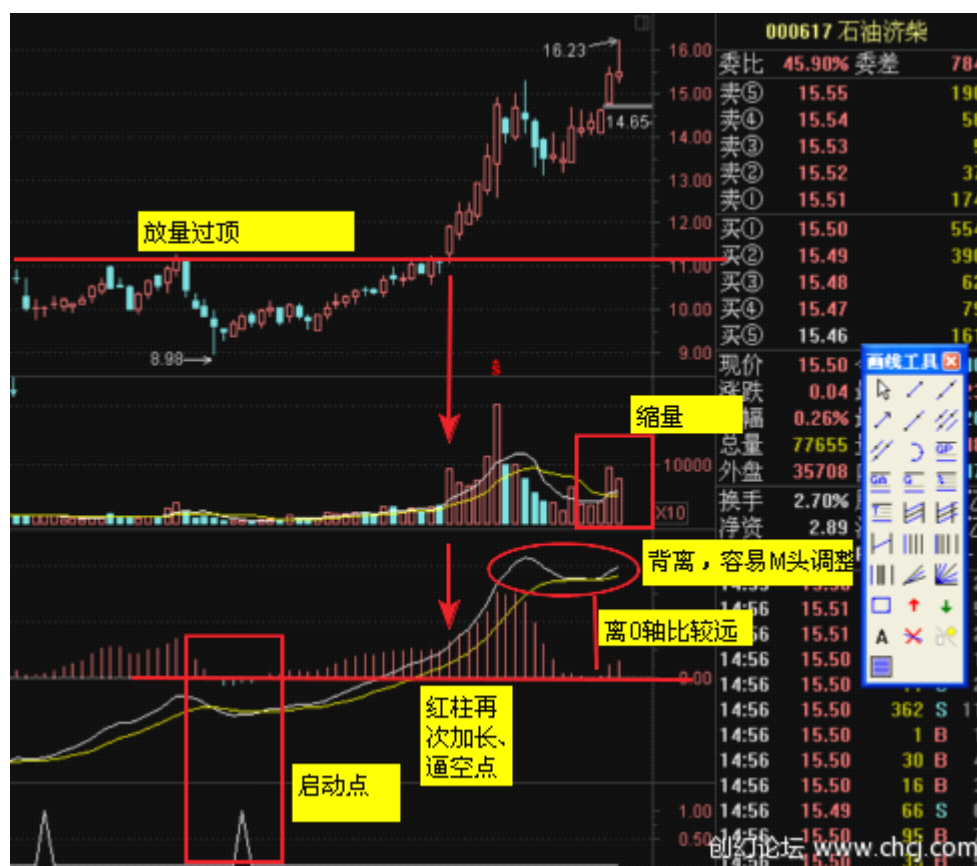 000617 石油济柴
16.23
16.00
委比 45.90% 委差 784
卖⑤ 15.55 190
15.00
14.65
卖④ 15.54
14.00
卖③ 15.53
卖② 15.52
13.00
卖① 15.51 174
放量过顶
12.00
买① 15.50 554
买② 15.49 390
11.00
买③ 15.48
10.00
买④ 15.47
买⑤ 15.46 161
8.98
9.00
现价 15.50
画线工具
涨跌 0.04
ŝ
缩量
幅 0.26%
总量 77655
10000
外盘 35708
换手 2.70%
X10
净资 2.89
背离，容易M头调整
离0轴比较远
15.51
15.51
14:56 15.50
0.00
14:56 15.50 S
红柱再
次加长、
逼空点
14:56 15.50 362 S
14:56 15.50 1 B
14:56 15.50 30 B
启动点
14:56 15.50 16 B
1.00
14:56 15.49 66 S
0.50
14:56 15.50 95 B
创幻论坛 www.chcj.com